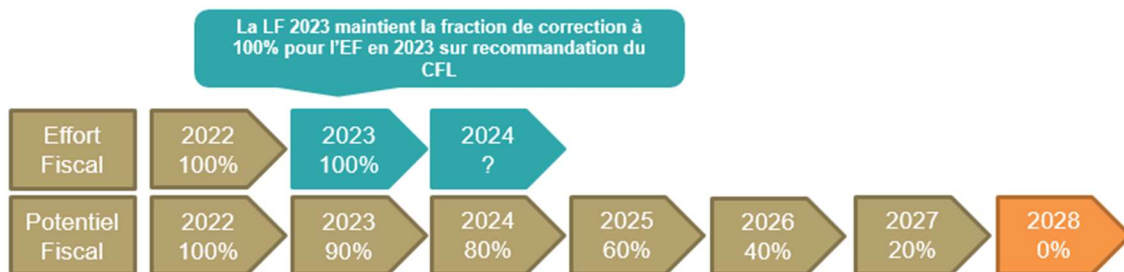 La LF 2023 maintient la fraction de correction à
100% pour l'EF en 2023 sur recommandation du
CFL
Effort
Fiscal
2022
100%
2023
100%
2024
?
Potentiel
Fiscal
2022
100%
2023
90%
2024
80%
2025
60%
2026
40%
2027
20%
2028
0%